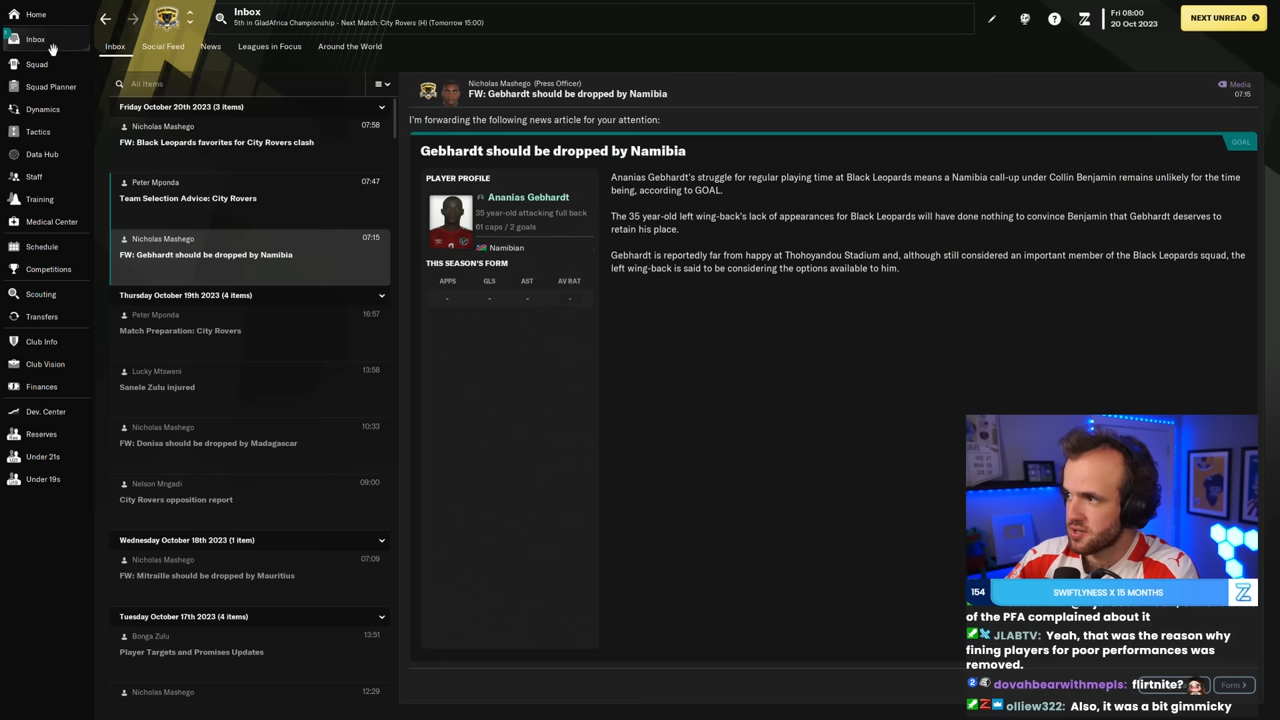 Home
Inbox
Squad
Squad Planner
Dynamics
Tactics
Data Hub
Staff
Training
Medical Center
Schedule
Competitions
Scouting
Transfers
Club Info
Club Vision
Finances
Dev. Center
Reserves
Under 21s
Under 19s
Inbox
5th in GladAfrica Championship - Next Match: City Rovers (H) (Tomorrow 15:00)
Fri 08:00
20 Oct 2023
NEXT UNREAD
Inbox
Social Feed
News
Leagues in Focus
Around the World
All Items
Friday October 20th 2023 (3 items)
Nicholas Mashego 07:58
FW: Black Leopards favorites for City Rovers clash
Peter Mponda 07:47
Team Selection Advice: City Rovers
Nicholas Mashego 07:15
FW: Gebhardt should be dropped by Namibia
Thursday October 19th 2023 (4 items)
Peter Mponda 16:57
Match Preparation: City Rovers
Lucky Mtsweni 13:58
Sanele Zulu injured
Nicholas Mashego 10:33
FW: Donisa should be dropped by Madagascar
Nelson Mngadi 09:00
City Rovers opposition report
Wednesday October 18th 2023 (1 item)
Nicholas Mashego 07:09
FW: Mitraille should be dropped by Mauritius
Tuesday October 17th 2023 (4 items)
Bonga Zulu 13:51
Player Targets and Promises Updates
Nicholas Mashego 12:29
Nicholas Mashego (Press Officer)
FW: Gebhardt should be dropped by Namibia
Media
07:15
I'm forwarding the following news article for your attention:
GOAL
Gebhardt should be dropped by Namibia
PLAYER PROFILE
Ananias Gebhardt
35 year-old attacking full back
61 caps / 2 goals
Namibian
THIS SEASON'S FORM
APPS GLS AST AV RAT
- - - -
Ananias Gebhardt's struggle for regular playing time at Black Leopards means a Namibia call-up under Collin Benjamin remains unlikely for the time
being, according to GOAL.
The 35 year-old left wing-back's lack of appearances for Black Leopards will have done nothing to convince Benjamin that Gebhardt deserves to
retain his place.
Gebhardt is reportedly far from happy at Thohoyandou Stadium and, although still considered an important member of the Black Leopards squad, the
left wing-back is said to be considering the options available to him.
154
SWIFTLYNESS X 15 MONTHS
of the PFA complained about it
JLABTV: Yeah, that was the reason why
fining players for poor performances was
removed.
dovahbearwithmepls: flirtnite?
Form
olliew322: Also, it was a bit gimmicky